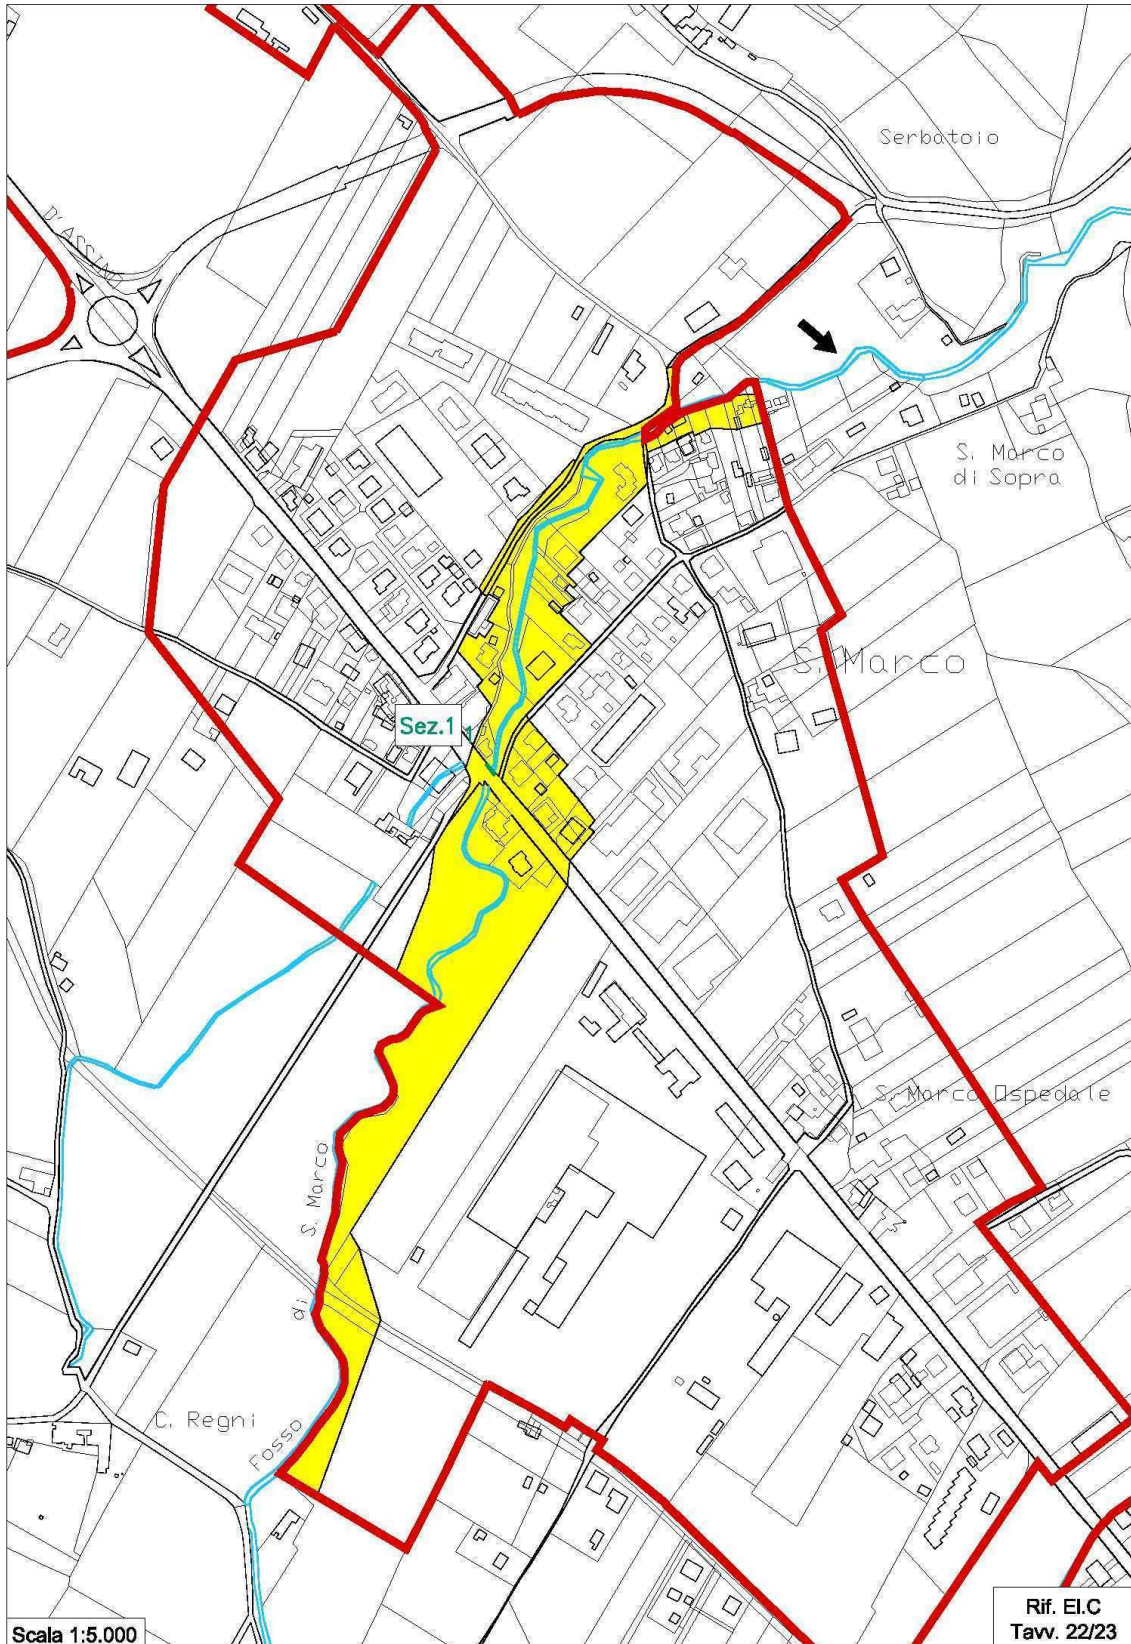 Serbatoio
D' ASSINO
S. Marco
di Sopra
S. Marco
Sez.1
1
S. Marco Ospedale
Fosso di S. Marco
C. Regni
Scala 1:5.000
Rif. El.C
Tavv. 22/23